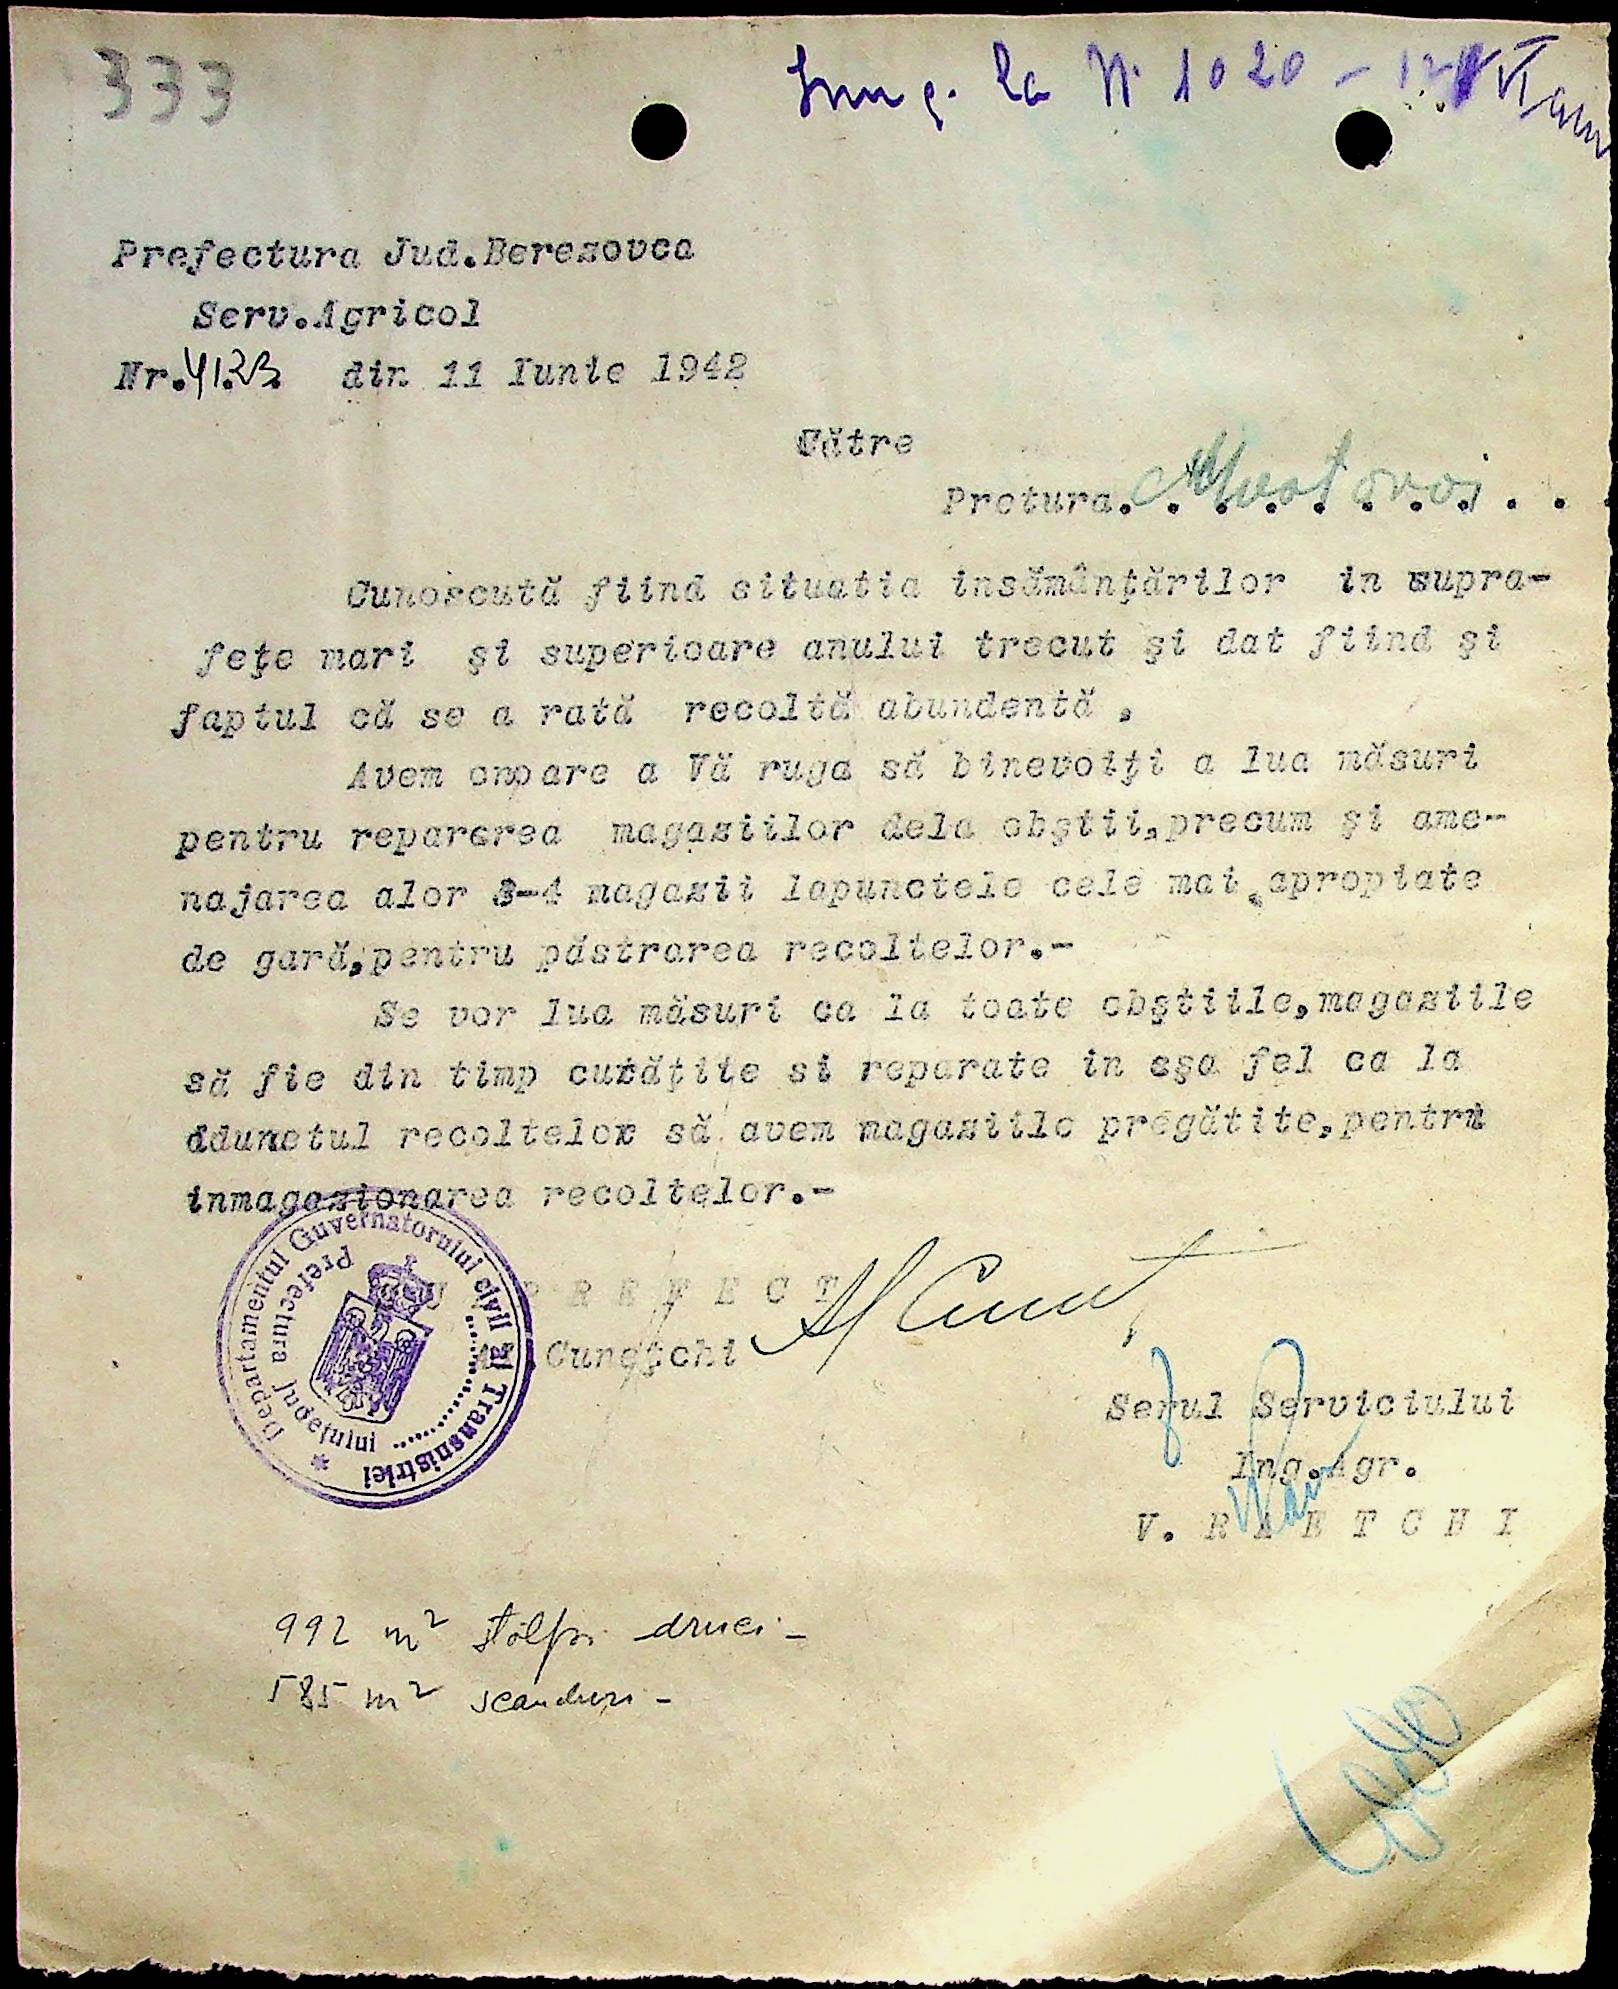 333
Inreg. la Nr 1020 -
Prefectura Jud.Berezovca
Serv.Agricol
Nr.4123. din 11 Iunie 1942
Către
Pretura. Mostovoi . .
Cunoscută fiind situatia insămânţărilor in supra-
feţe mari şi superioare anului trecut şi dat fiind şi
faptul că se a rată recoltă abundentă ,
Avem onoare a Vă ruga să binevoiţi a lua măsuri
pentru repararea magaziilor dela obştii,precum şi ame-
najarea alor 3-4 magazii lapunctele cele mai apropiate
de gară,pentru păstrarea recoltelor.-
Se vor lua măsuri ca la toate obştiile,magaziile
să fie din timp curăţite si reparate in aşa fel ca la
adunatul recoltelor să avem magaziile pregătite,pentru
inmagazionarea recoltelor.-
PREFECT
Departamentul Guvernatorului civil al Transnistriei
Prefectura Judeţului
Seful Serviciului
Ing.Agr.
V. RAETCHI
992 m² stâlpi druci -
585 m² scanduri -